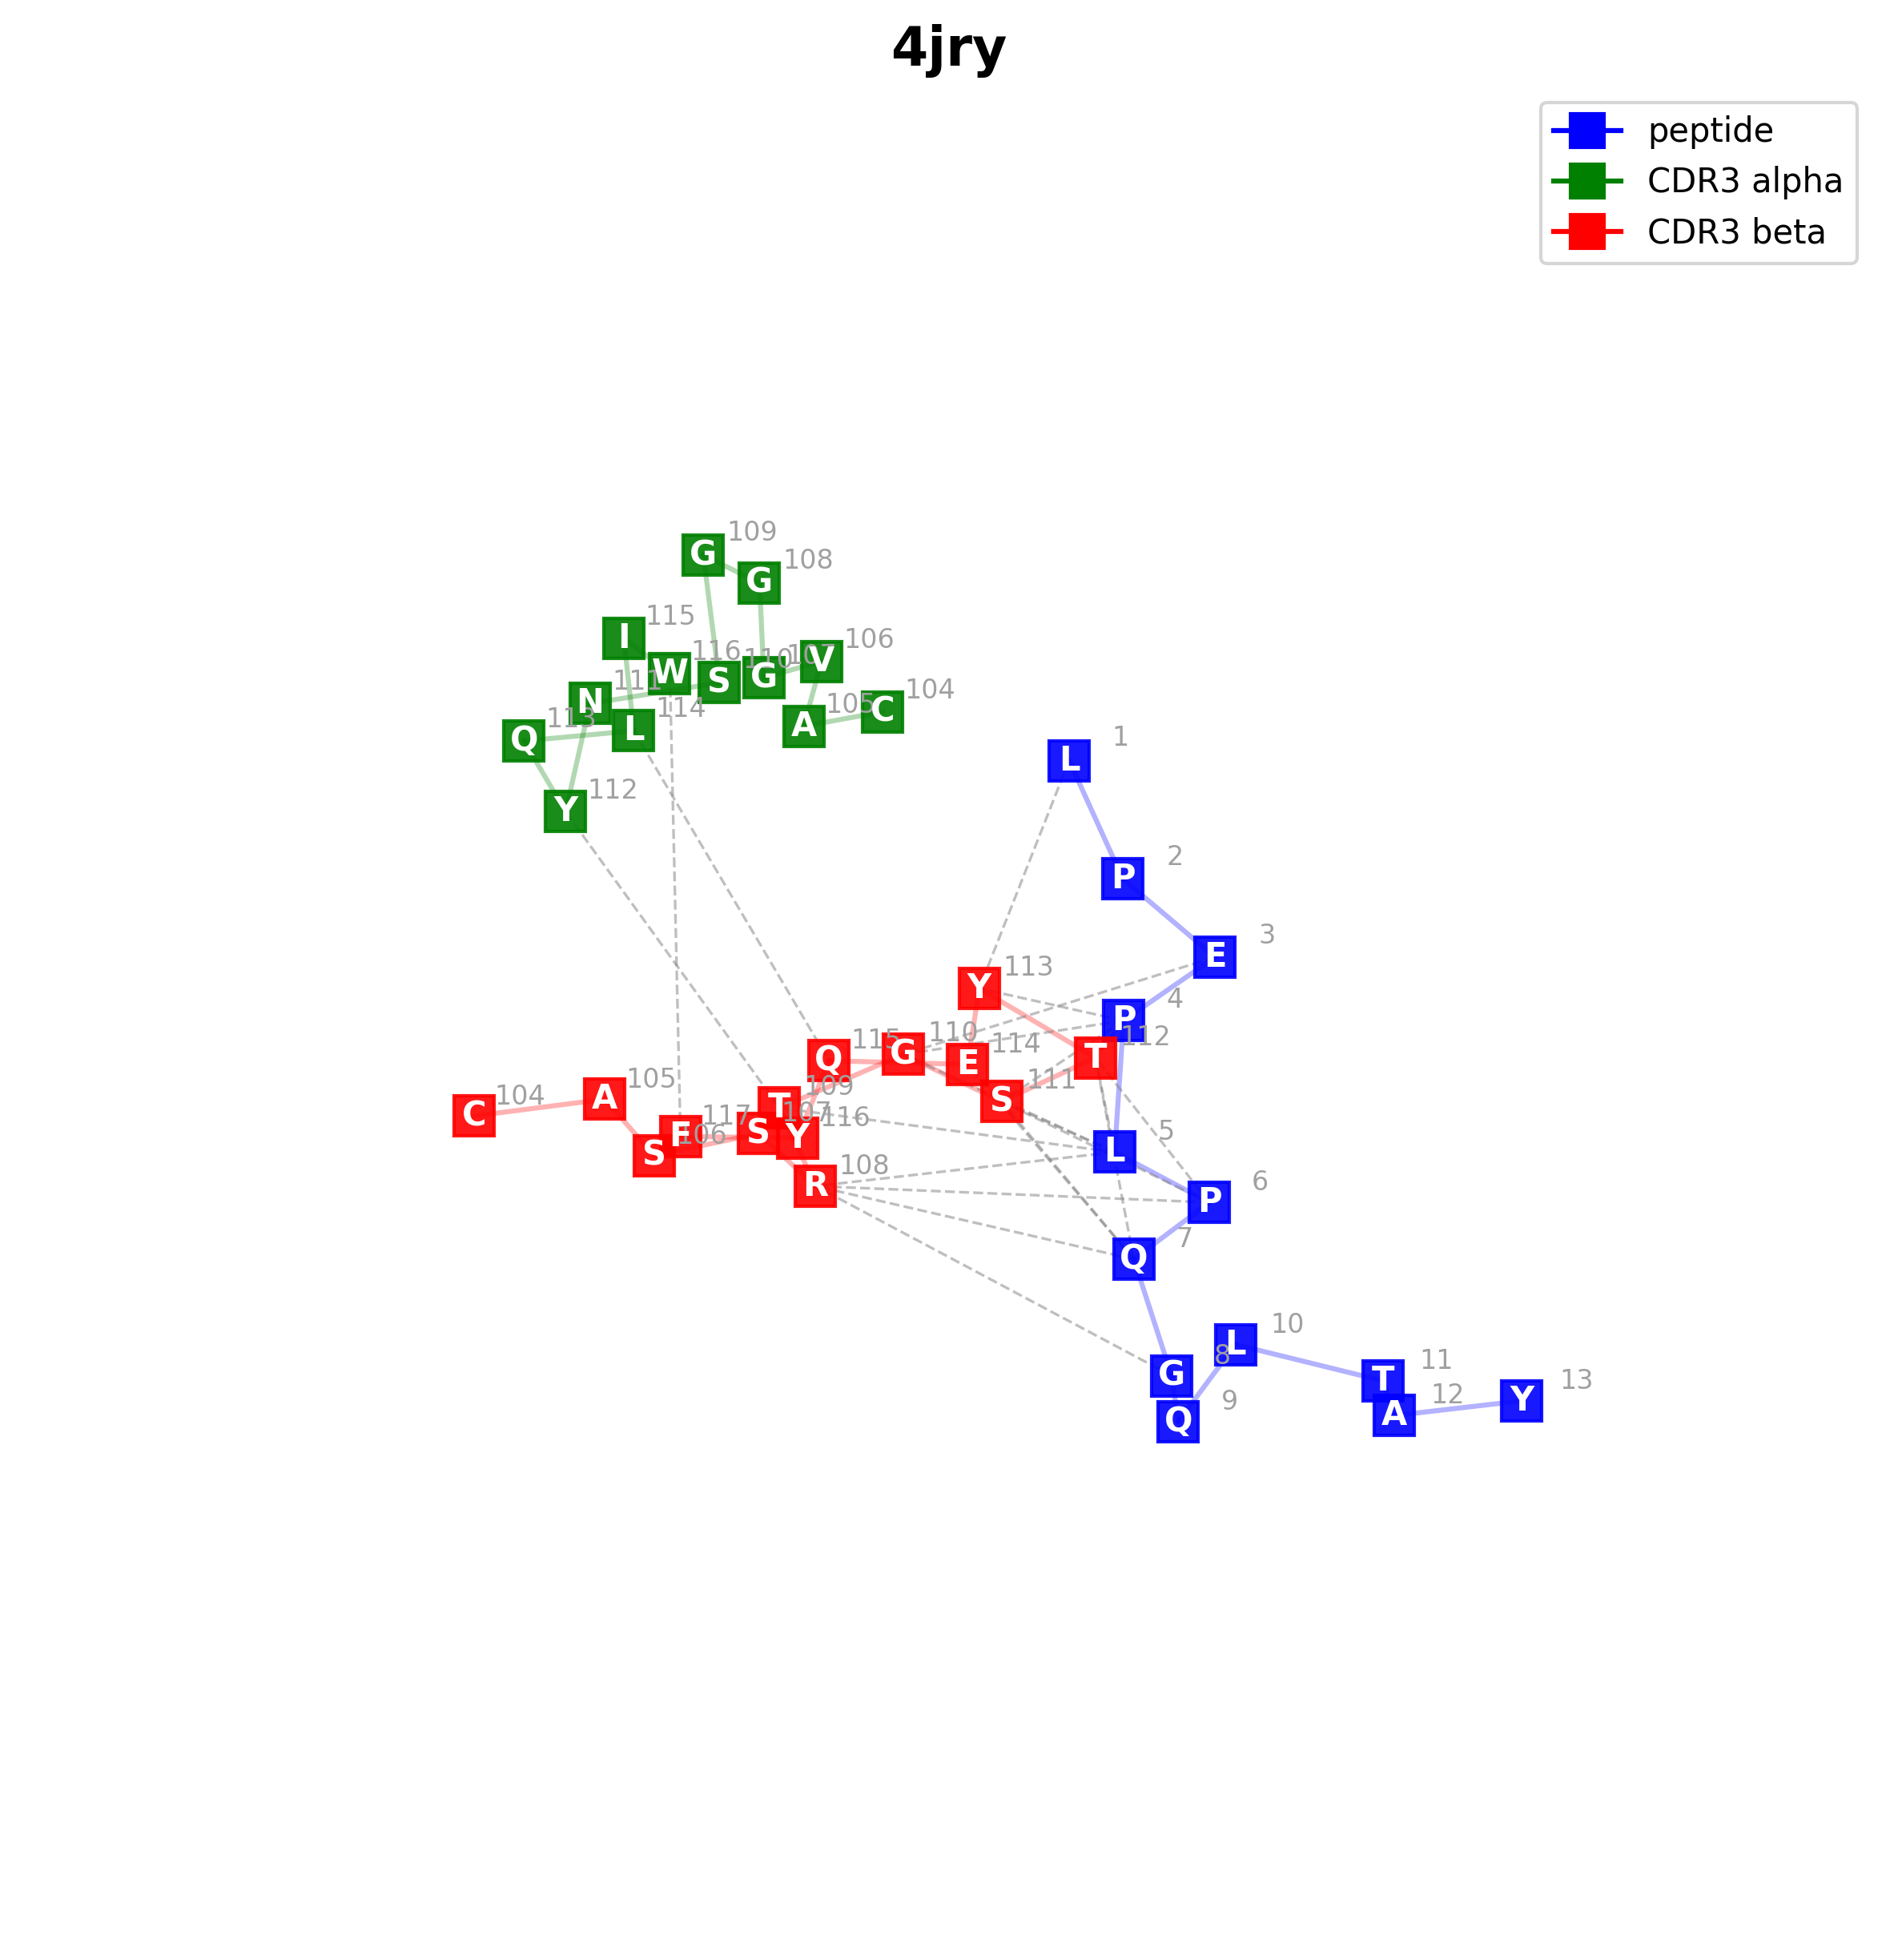 4jry
peptide
CDR3 alpha
CDR3 beta
G 109
G 108
I 115
W 116
S 110
G 107
V 106
N 111
A 105
C 104
Q 113
L 114
Y 112
L 1
P 2
E 3
P 4
Y 113
T 112
Q 115
G 110
E 114
S 111
C 104
A 105
T 109
S 107
Y 116
F 117
S 106
R 108
L 5
P 6
Q 7
G 8
L 10
Q 9
T 11
A 12
Y 13